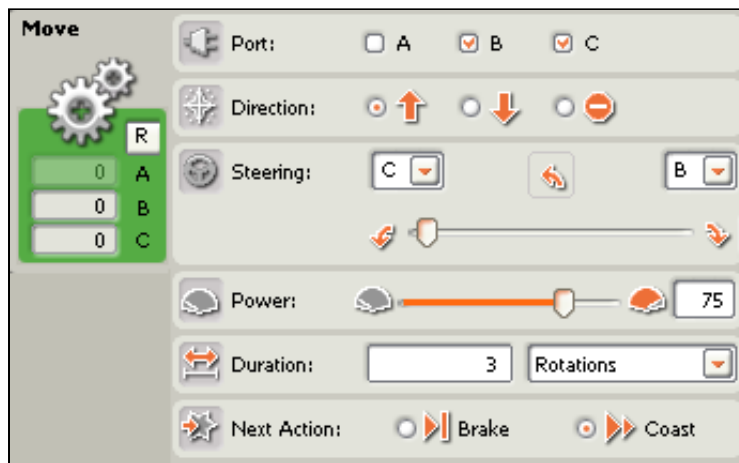 Move
R
0 A
0 B
0 C
Port: A B C
Direction:
Steering: C B
Power: 75
Duration: 3 Rotations
Next Action: Brake Coast